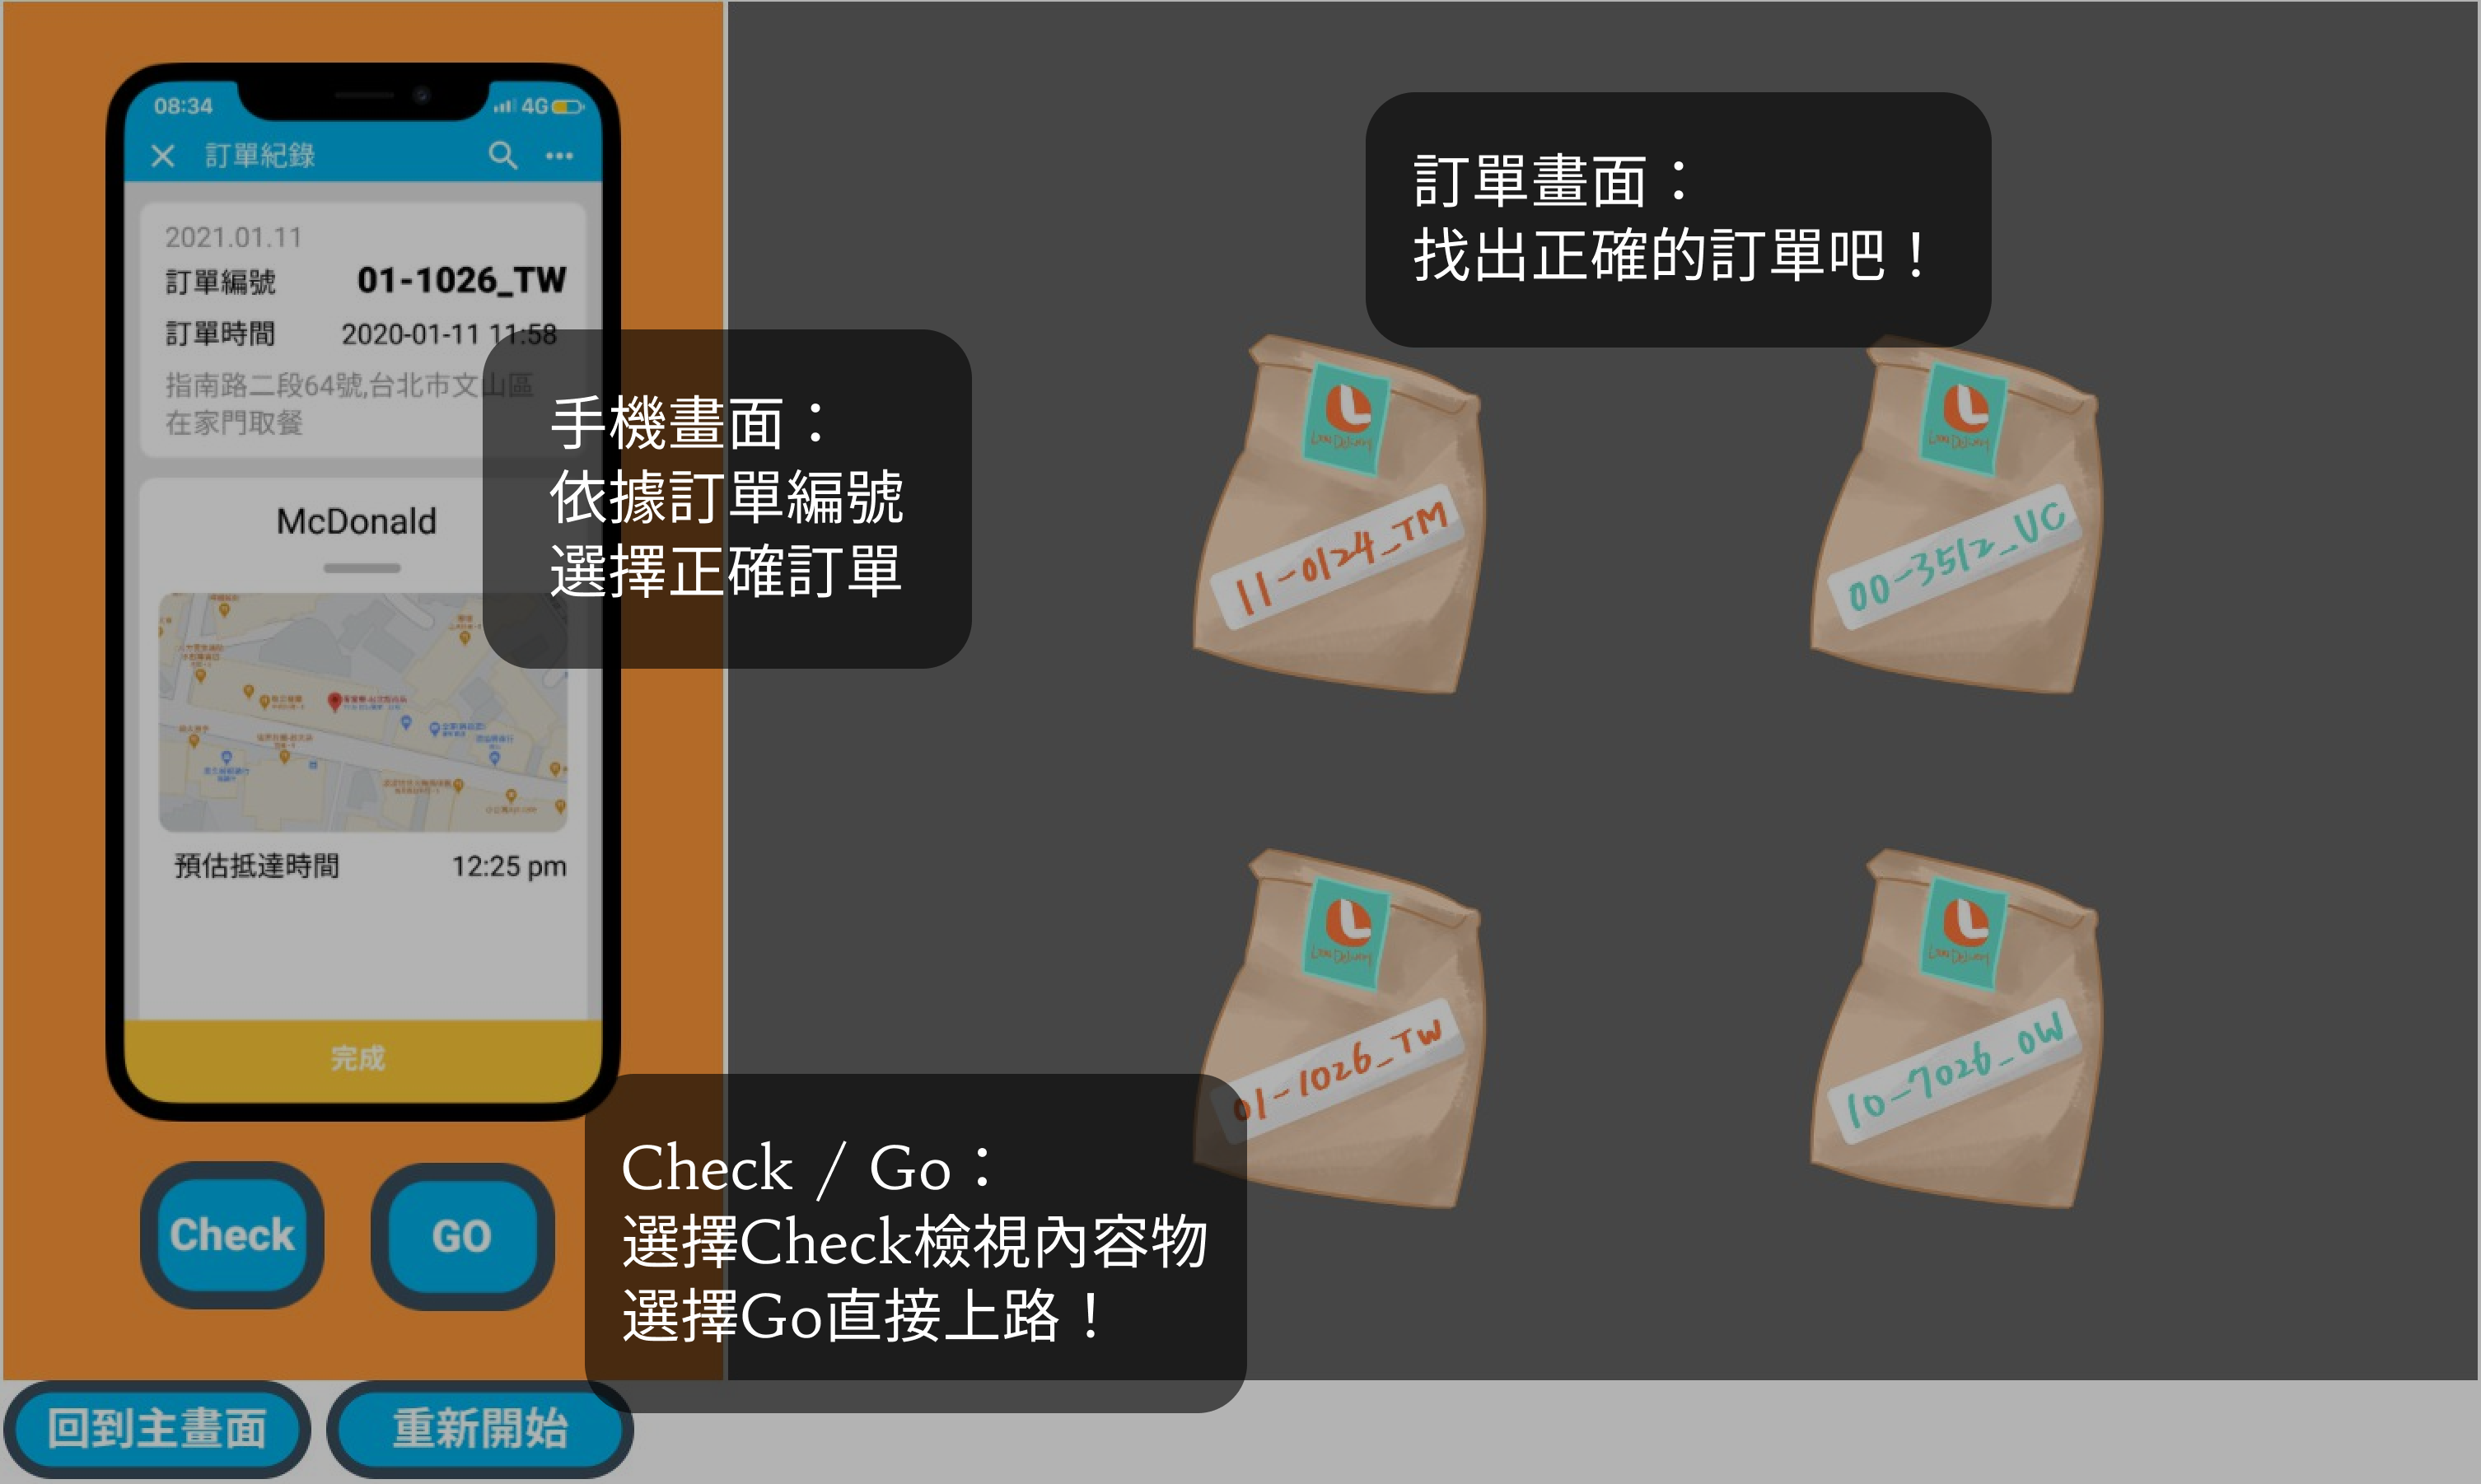 08:34
4G
訂單紀錄
2021.01.11
訂單編號 01-1026_TW
訂單時間 2020-01-11 11:58
指南路二段64號,台北市文山區
在家門取餐
McDonald
預估抵達時間 12:25 pm
完成
Check
GO
回到主畫面
重新開始
手機畫面：
依據訂單編號
選擇正確訂單
訂單畫面：
找出正確的訂單吧！
11-0124_TM
00-3512_UC
01-1026_TW
10-7026_OW
Check / Go：
選擇Check檢視內容物
選擇Go直接上路！